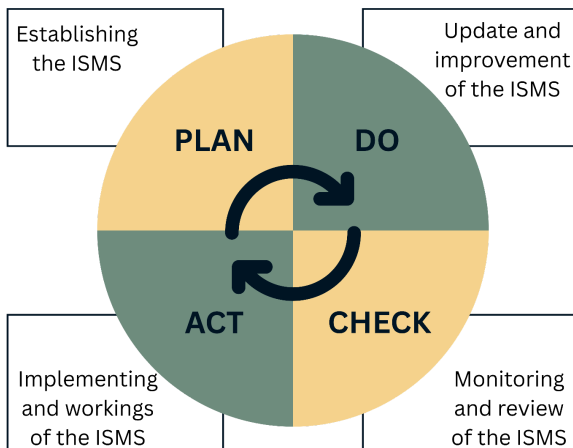 Establishing
the ISMS
Update and
improvement
of the ISMS
PLAN
DO
ACT
CHECK
Implementing
and workings
of the ISMS
Monitoring
and review
of the ISMS